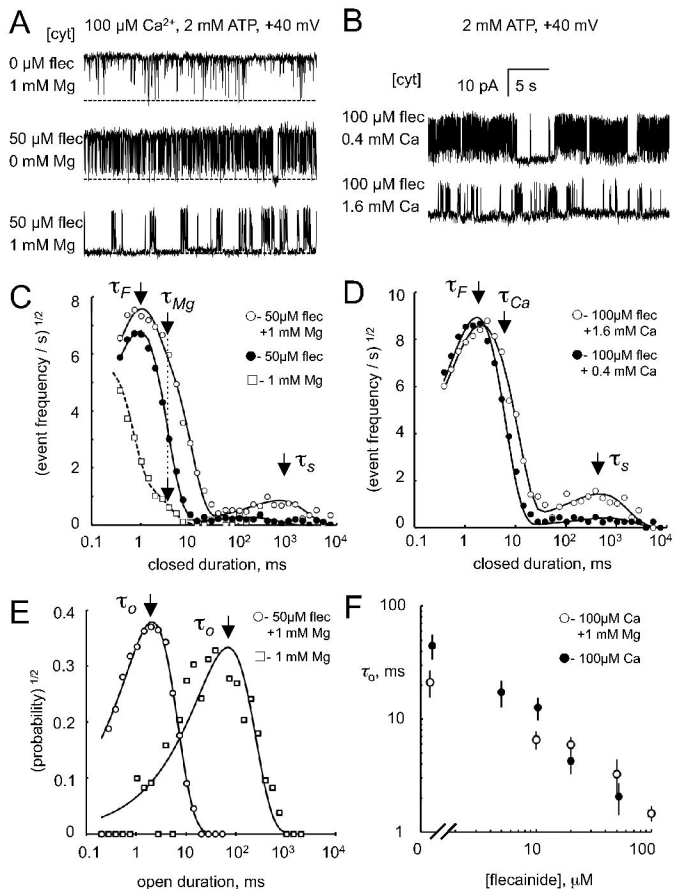 A
100 µM Ca²⁺, 2 mM ATP, +40 mV
[cyt]
0 µM flec
1 mM Mg
50 µM flec
0 mM Mg
50 µM flec
1 mM Mg
B
2 mM ATP, +40 mV
[cyt]
10 pA
5 s
100 µM flec
0.4 mM Ca
100 µM flec
1.6 mM Ca
C
τF
τMg
○- 50µM flec
+1 mM Mg
●- 50µM flec
□- 1 mM Mg
τs
(event frequency / s) ¹/²
8
6
4
2
0
0.1 1 10 10² 10³ 10⁴
closed duration, ms
D
τF
τCa
○- 100µM flec
+1.6 mM Ca
●- 100µM flec
+ 0.4 mM Ca
τs
(event frequency / s) ¹/²
10
8
6
4
2
0
0.1 1 10 10² 10³ 10⁴
closed duration, ms
E
τo
τo
○- 50µM flec
+1 mM Mg
□- 1 mM Mg
(probability) ¹/²
0.4
0.3
0.2
0.1
0
0.1 1 10 10² 10³ 10⁴
open duration, ms
F
○- 100µM Ca
+1 mM Mg
●- 100µM Ca
τo, ms
100
10
1
0 10 100
[flecainide], µM